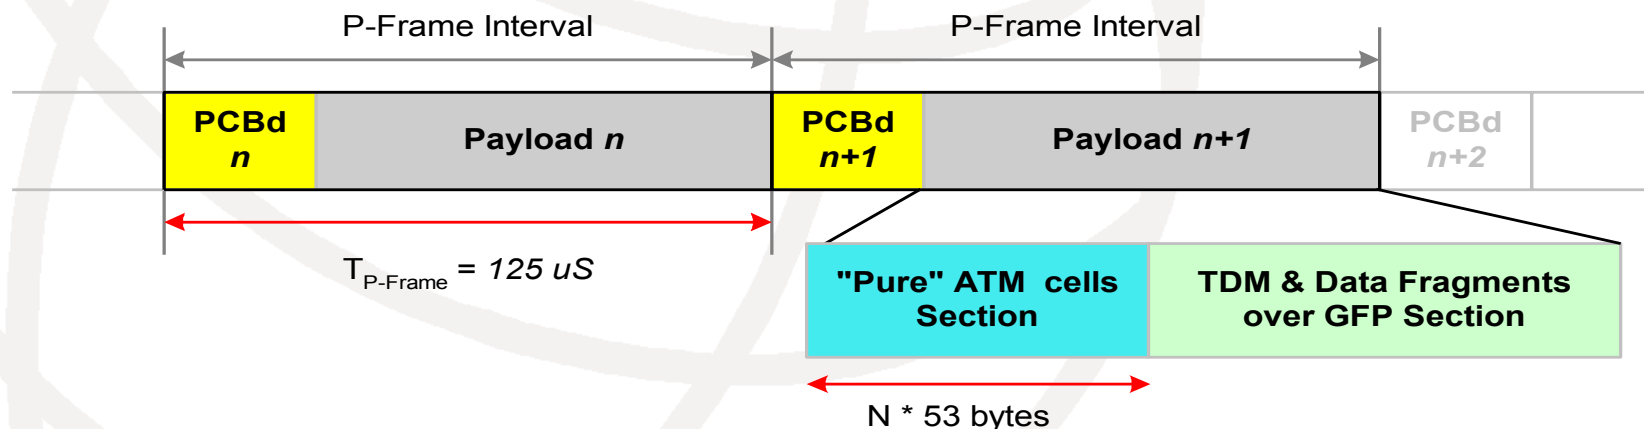 P-Frame Interval
P-Frame Interval
PCBd
n
Payload n
PCBd
n+1
Payload n+1
PCBd
n+2
TP-Frame = 125 uS
"Pure" ATM cells
Section
TDM & Data Fragments
over GFP Section
N * 53 bytes